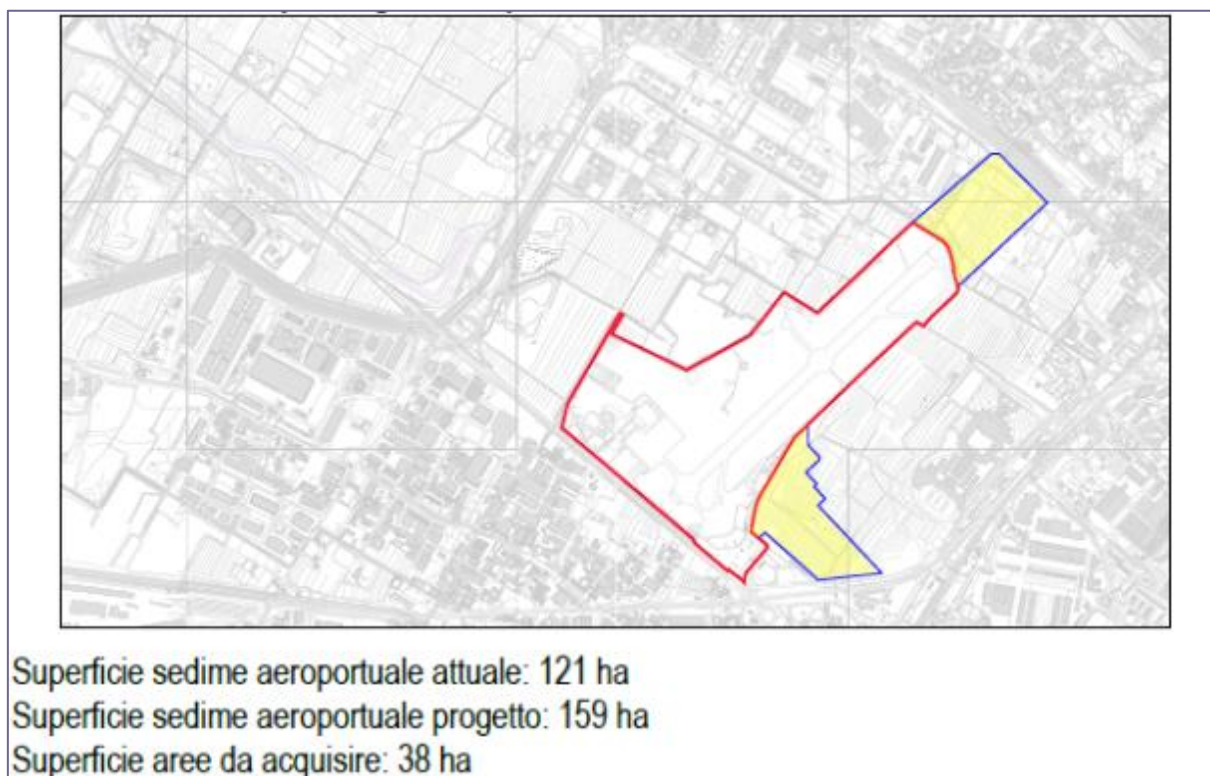 Superficie sedime aeroportuale attuale: 121 ha
Superficie sedime aeroportuale progetto: 159 ha
Superficie aree da acquisire: 38 ha